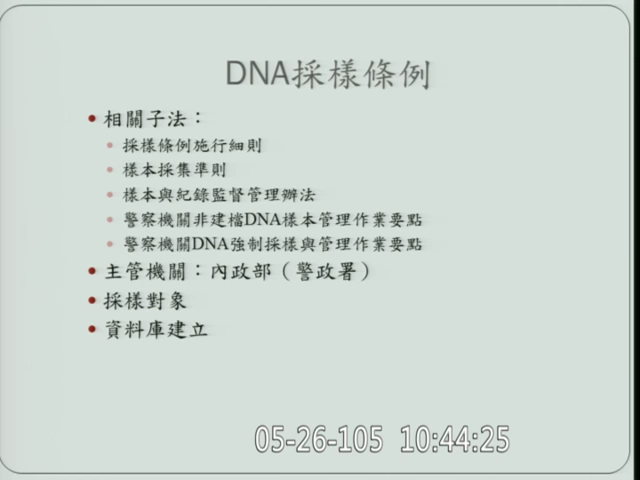 DNA採樣條例
相關子法：
採樣條例施行細則
樣本採集準則
樣本與紀錄監督管理辦法
警察機關非建檔DNA樣本管理作業要點
警察機關DNA強制採樣與管理作業要點
主管機關：內政部（警政署）
採樣對象
資料庫建立
05-26-105 10:44:25